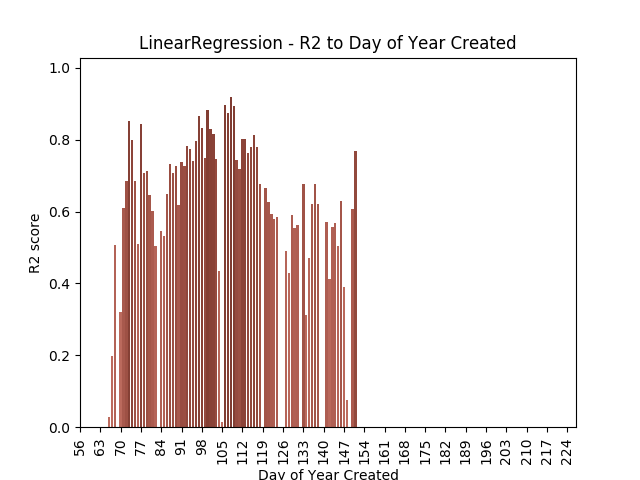 LinearRegression - R2 to Day of Year Created
1.0
0.8
0.6
0.4
0.2
0.0
R2 score
56 63 70 77 84 91 98 105 112 119 126 133 140 147 154 161 168 175 182 189 196 203 210 217 224
Day of Year Created